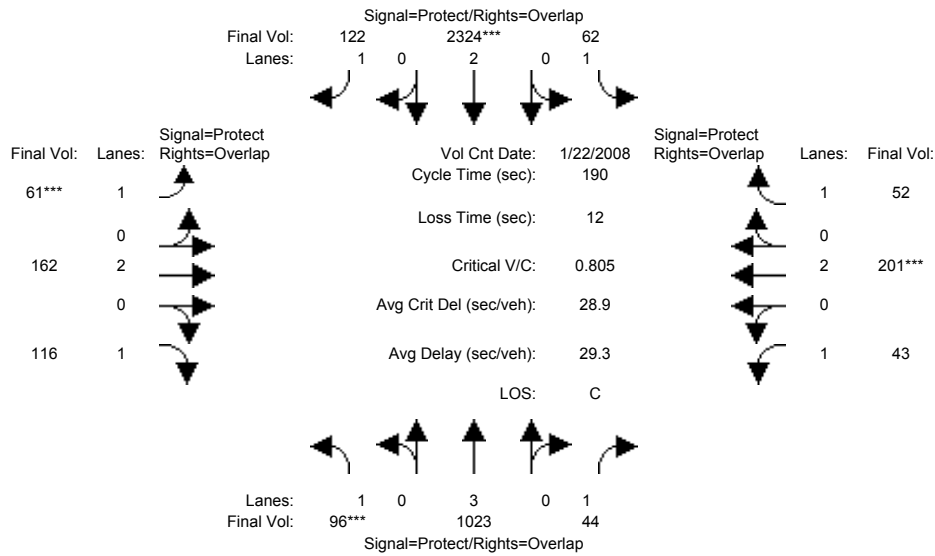 Signal=Protect/Rights=Overlap
Final Vol: 122 2324*** 62
Lanes: 1 0 2 0 1
Signal=Protect
Final Vol: Lanes: Rights=Overlap
Vol Cnt Date: 1/22/2008
Signal=Protect
Rights=Overlap Lanes: Final Vol:
Cycle Time (sec): 190
61*** 1
1 52
Loss Time (sec): 12
0
0
162 2
Critical V/C: 0.805
2 201***
0
Avg Crit Del (sec/veh): 28.9
0
116 1
Avg Delay (sec/veh): 29.3
1 43
LOS: C
Lanes: 1 0 3 0 1
Final Vol: 96*** 1023 44
Signal=Protect/Rights=Overlap